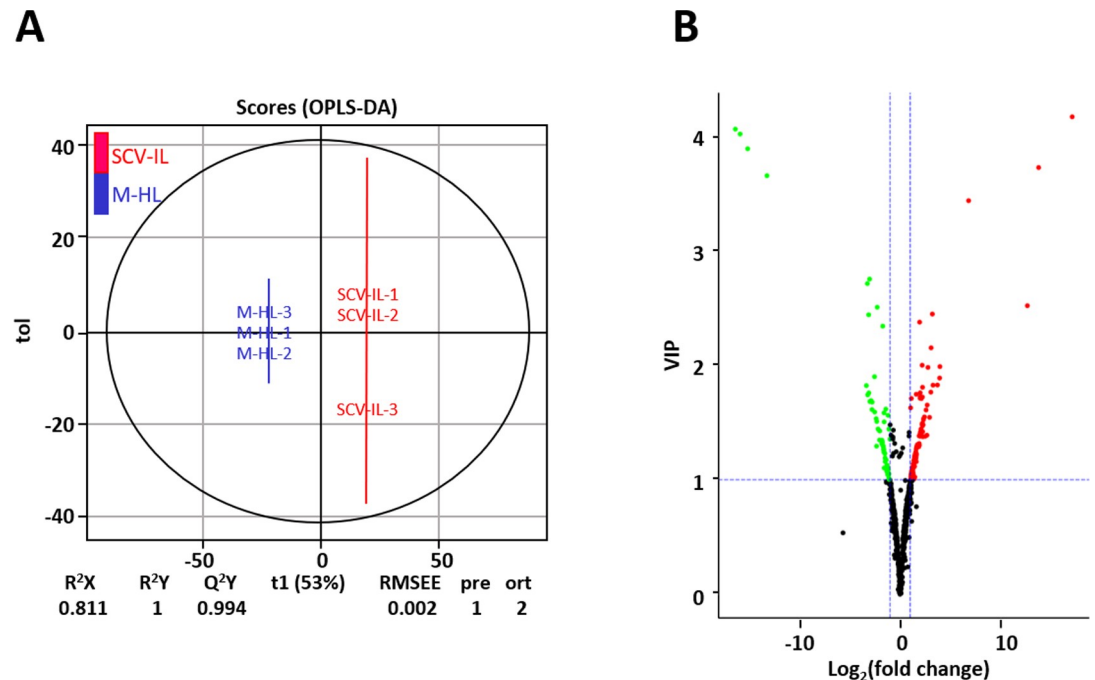 A
Scores (OPLS-DA)
SCV-IL
M-HL
40
20
0
-20
-40
tol
SCV-IL-1
SCV-IL-2
SCV-IL-3
M-HL-3
M-HL-1
M-HL-2
-50 0 50
R²X R²Y Q²Y t1 (53%) RMSEE pre ort
0.811 1 0.994 0.002 1 2
B
4
3
2
1
0
VIP
-10 0 10
Log₂(fold change)